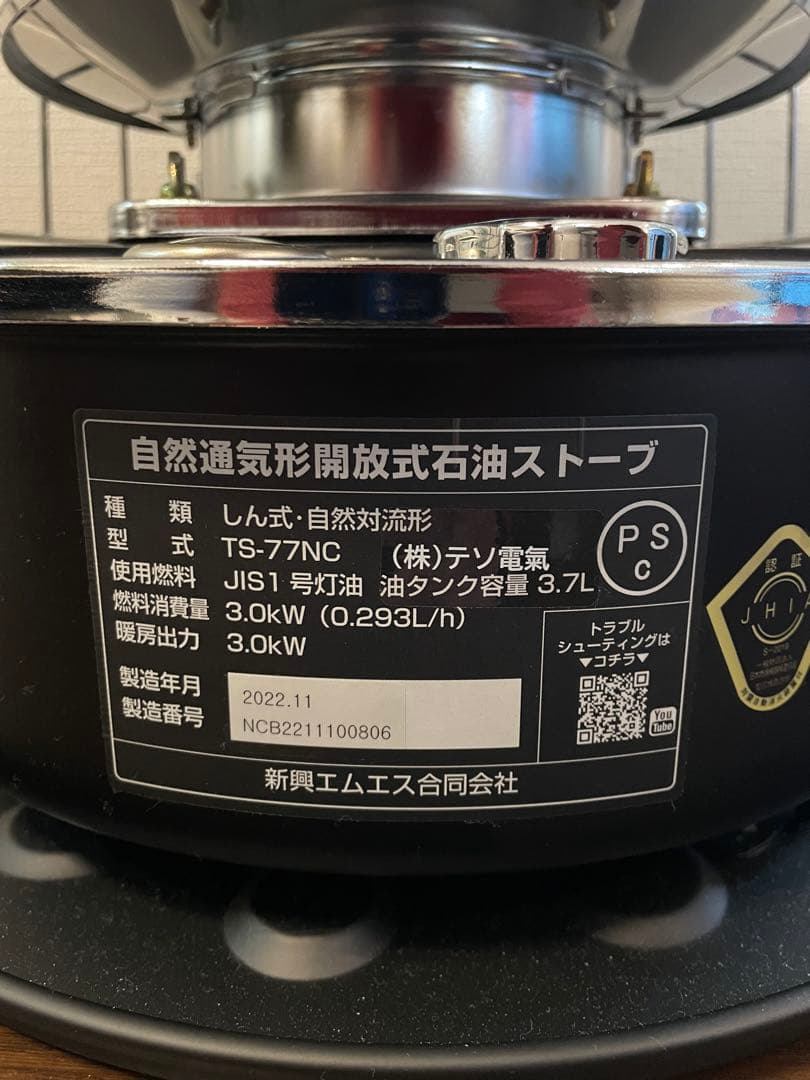 自然通気形開放式石油ストーブ
種類 しん式・自然対流形
型式 TS-77NC (株)テソ電氣
使用燃料 JIS1号灯油 油タンク容量 3.7L
燃料消費量 3.0kW (0.293L/h)
暖房出力 3.0kW
PSC
トラブル
シューティングは
▼コチラ▼
You
Tube
製造年月 2022.11
製造番号 NCB2211100806
新興エムエス合同会社
認証
JHIA